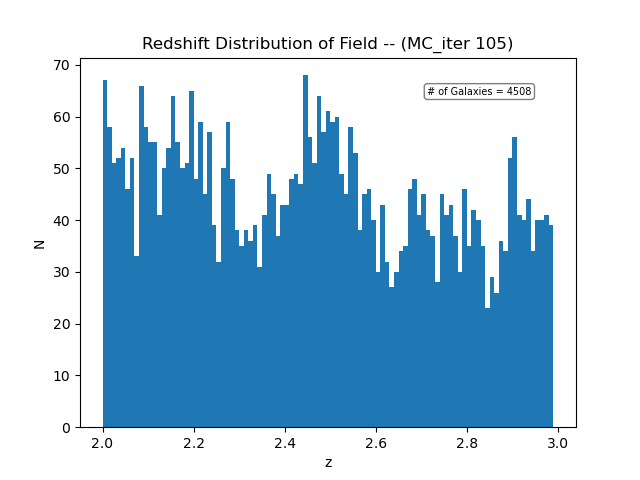 Redshift Distribution of Field -- (MC_iter 105)
# of Galaxies = 4508
70
60
50
40
30
20
10
0
N
2.0 2.2 2.4 2.6 2.8 3.0
z